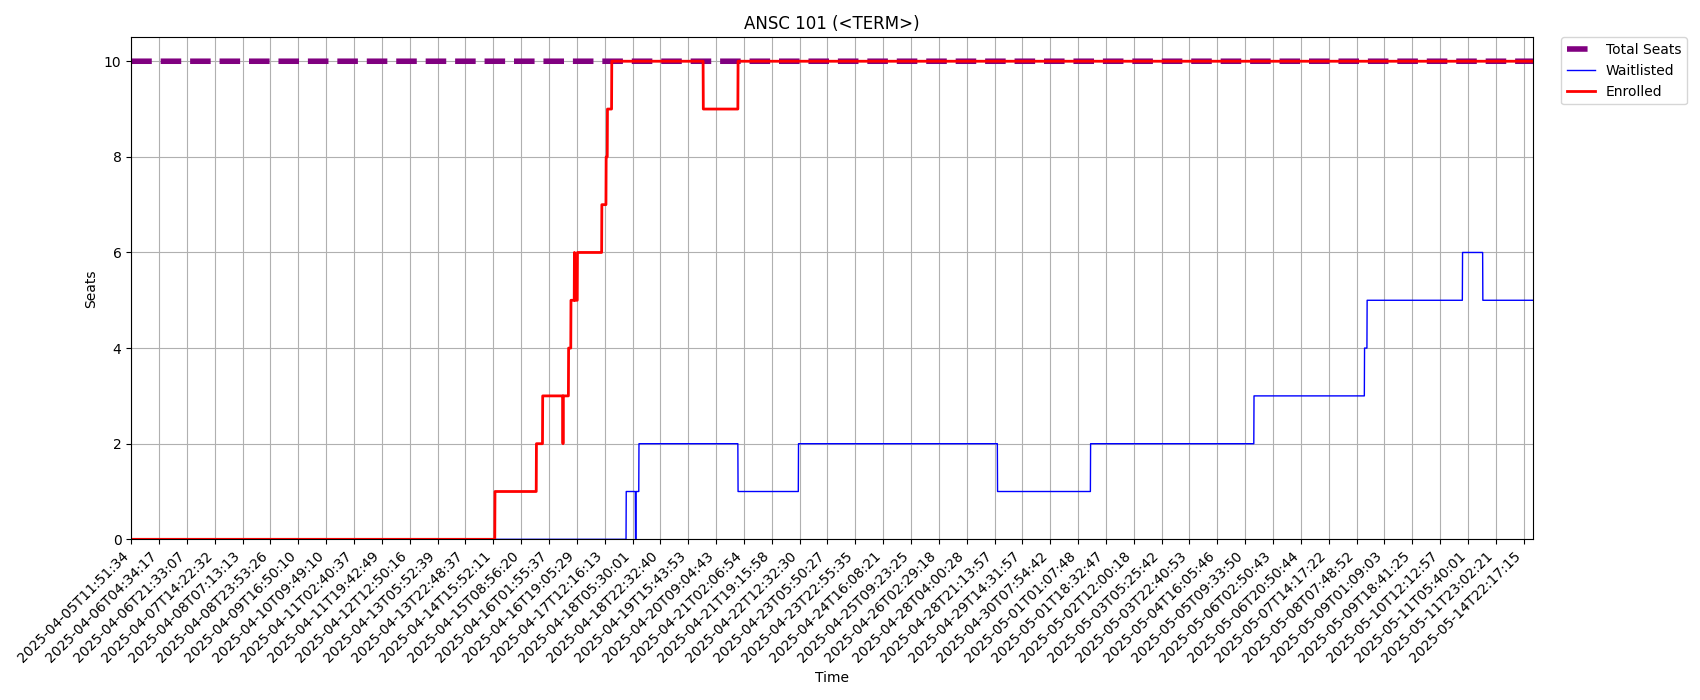 ANSC 101 (<TERM>)
Total Seats
Waitlisted
Enrolled
Seats
10
8
6
4
2
0
2025-04-05T11:51:34
2025-04-06T04:34:17
2025-04-06T21:33:07
2025-04-07T14:22:32
2025-04-08T07:13:13
2025-04-08T23:53:26
2025-04-09T16:50:10
2025-04-10T09:49:10
2025-04-11T02:40:37
2025-04-11T19:42:49
2025-04-12T12:50:16
2025-04-13T05:52:39
2025-04-13T22:48:37
2025-04-14T15:52:11
2025-04-15T08:56:20
2025-04-16T01:55:37
2025-04-16T19:05:29
2025-04-17T12:16:13
2025-04-18T05:30:01
2025-04-18T22:32:40
2025-04-19T15:43:53
2025-04-20T09:04:43
2025-04-21T02:06:54
2025-04-21T19:15:58
2025-04-22T12:32:30
2025-04-23T05:50:27
2025-04-23T22:55:35
2025-04-24T16:08:21
2025-04-25T09:23:25
2025-04-26T02:29:18
2025-04-28T04:00:28
2025-04-28T21:13:57
2025-04-29T14:31:57
2025-04-30T07:54:42
2025-05-01T01:07:48
2025-05-01T18:32:47
2025-05-02T12:00:18
2025-05-03T05:25:42
2025-05-03T22:40:53
2025-05-04T16:05:46
2025-05-05T09:33:50
2025-05-06T02:50:43
2025-05-06T20:50:44
2025-05-07T14:17:22
2025-05-08T07:48:52
2025-05-09T01:09:03
2025-05-09T18:41:25
2025-05-10T12:12:57
2025-05-11T05:40:01
2025-05-11T23:02:21
2025-05-14T22:17:15
Time